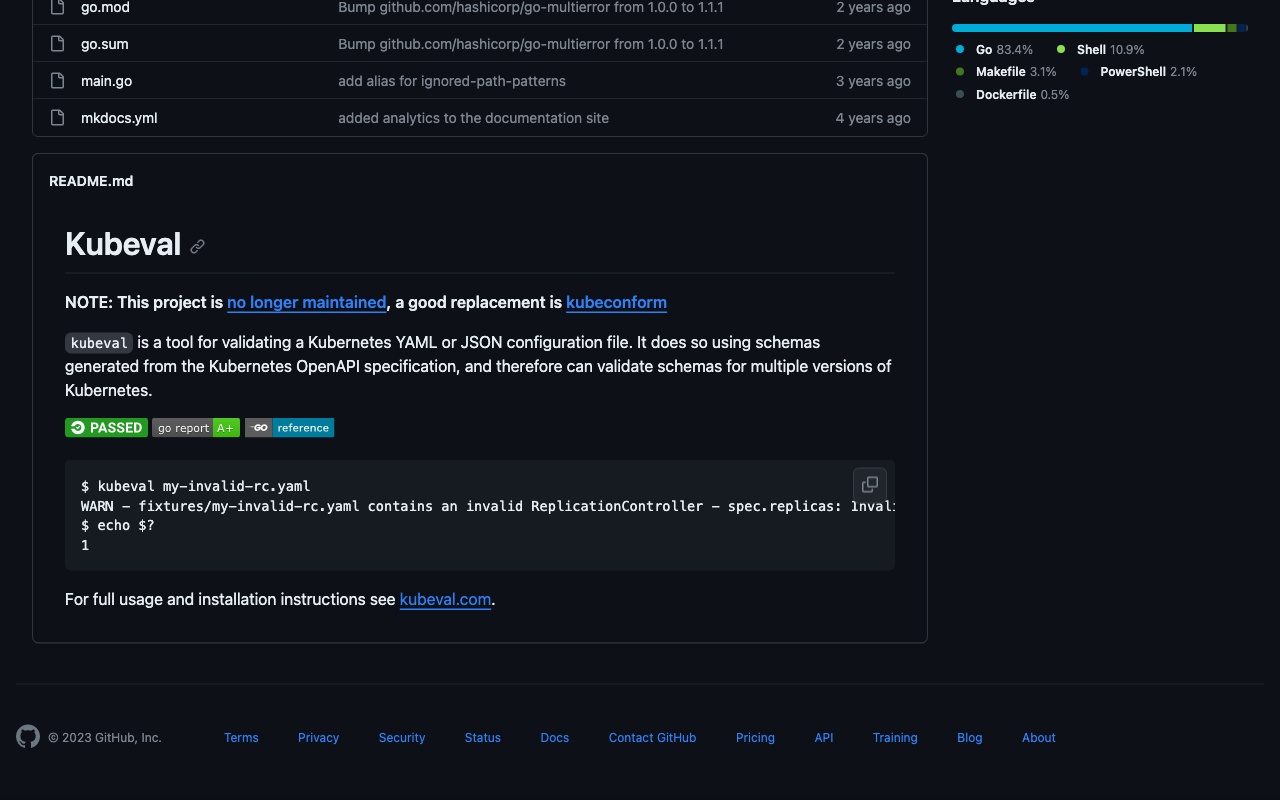 go.mod Bump github.com/hashicorp/go-multierror from 1.0.0 to 1.1.1 2 years ago
go.sum Bump github.com/hashicorp/go-multierror from 1.0.0 to 1.1.1 2 years ago
main.go add alias for ignored-path-patterns 3 years ago
mkdocs.yml added analytics to the documentation site 4 years ago
Languages
Go 83.4% Shell 10.9%
Makefile 3.1% PowerShell 2.1%
Dockerfile 0.5%
README.md
Kubeval
NOTE: This project is no longer maintained, a good replacement is kubeconform
kubeval is a tool for validating a Kubernetes YAML or JSON configuration file. It does so using schemas
generated from the Kubernetes OpenAPI specification, and therefore can validate schemas for multiple versions of
Kubernetes.
PASSED go report A+ GO reference
$ kubeval my-invalid-rc.yaml
WARN - fixtures/my-invalid-rc.yaml contains an invalid ReplicationController - spec.replicas:
$ echo $?
1
For full usage and installation instructions see kubeval.com.
© 2023 GitHub, Inc. Terms Privacy Security Status Docs Contact GitHub Pricing API Training Blog About